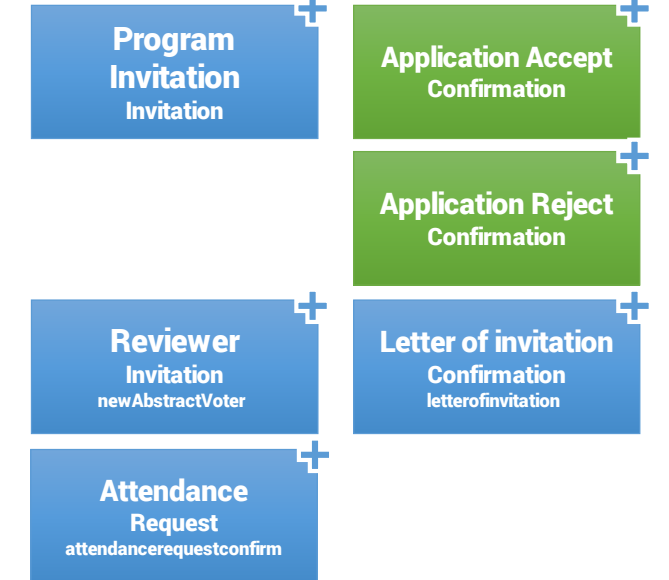 Program
Invitation
Invitation
Application Accept
Confirmation
Application Reject
Confirmation
Reviewer
Invitation
newAbstractVoter
Letter of invitation
Confirmation
letterofinvitation
Attendance
Request
attendancerequestconfirm